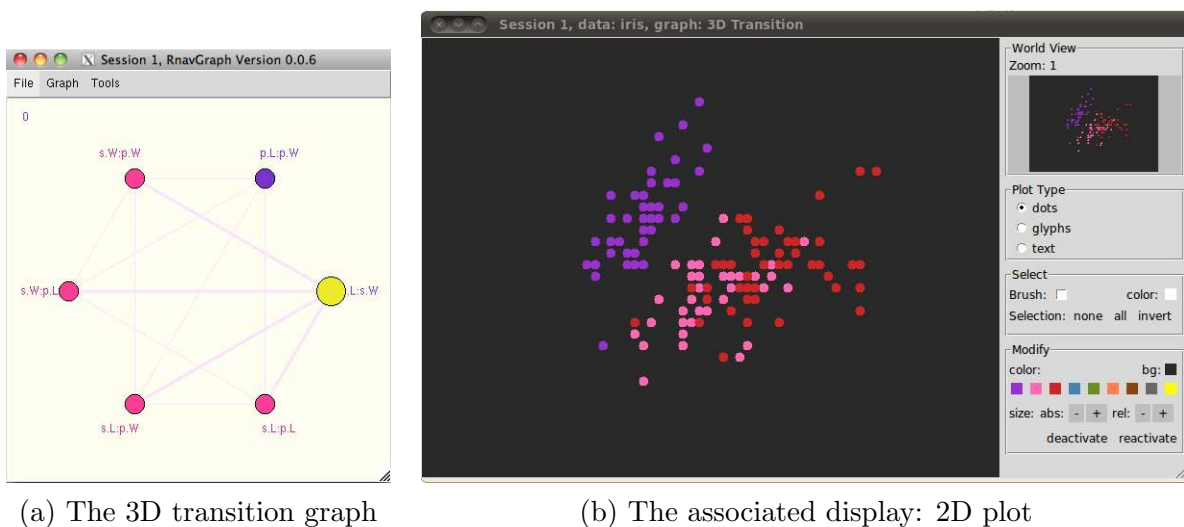 Session 1, RnavGraph Version 0.0.6
File Graph Tools
0
s.W:p.W
p.L:p.W
s.W:p.L
.L:s.W
s.L:p.W
s.L:p.L
(a) The 3D transition graph
Session 1, data: iris, graph: 3D Transition
World View
Zoom: 1
Plot Type
dots
glyphs
text
Select
Brush: color:
Selection: none all invert
Modify
color: bg:
size: abs: - + rel: - +
deactivate reactivate
(b) The associated display: 2D plot